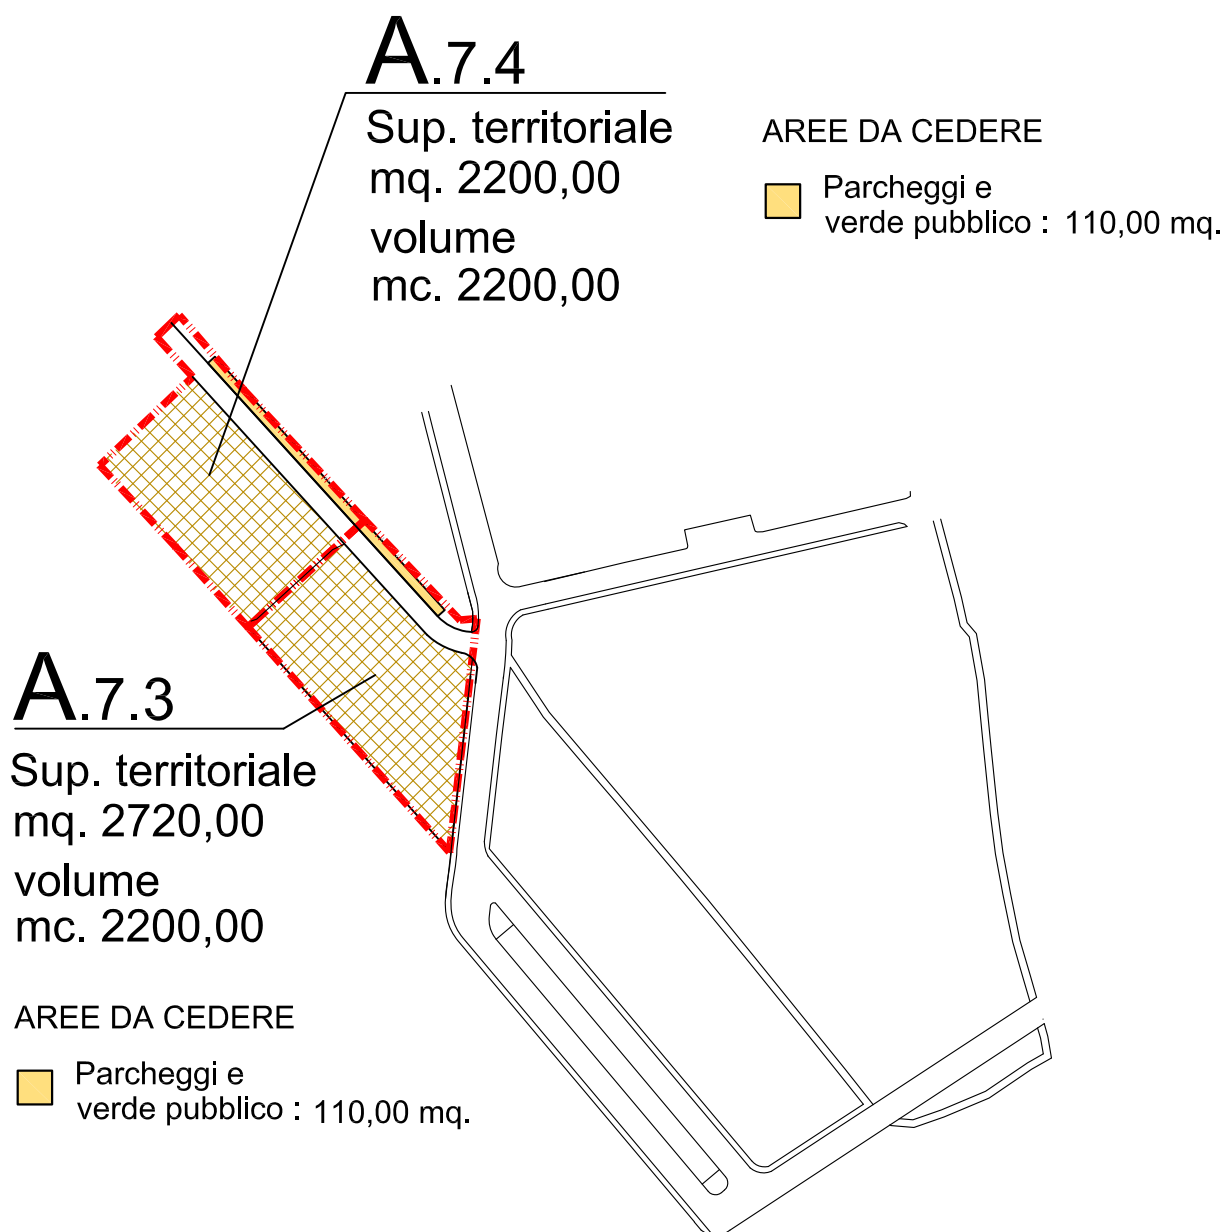 A.7.4
Sup. territoriale
mq. 2200,00
volume
mc. 2200,00
AREE DA CEDERE
Parcheggi e
verde pubblico : 110,00 mq.
A.7.3
Sup. territoriale
mq. 2720,00
volume
mc. 2200,00
AREE DA CEDERE
Parcheggi e
verde pubblico : 110,00 mq.